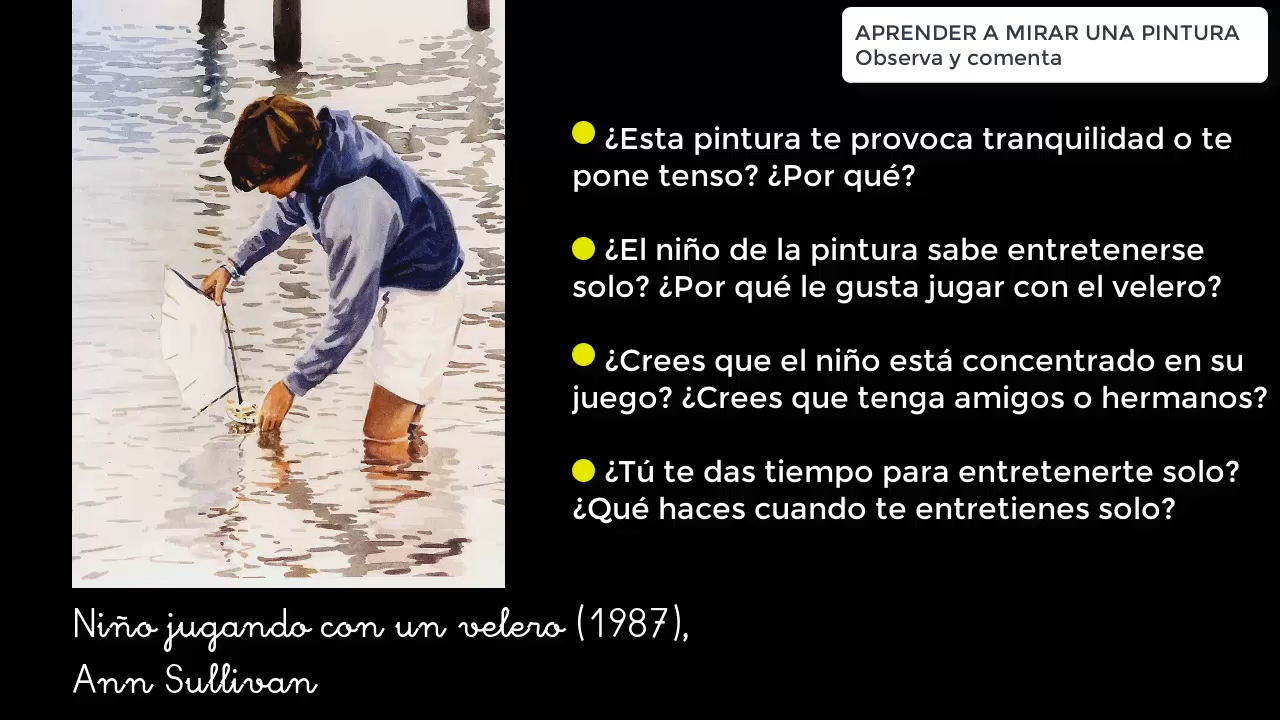 APRENDER A MIRAR UNA PINTURA
Observa y comenta
¿Esta pintura te provoca tranquilidad o te
pone tenso? ¿Por qué?
¿El niño de la pintura sabe entretenerse
solo? ¿Por qué le gusta jugar con el velero?
¿Crees que el niño está concentrado en su
juego? ¿Crees que tenga amigos o hermanos?
¿Tú te das tiempo para entretenerte solo?
¿Qué haces cuando te entretienes solo?
Niño jugando con un velero (1987),
Ann Sullivan